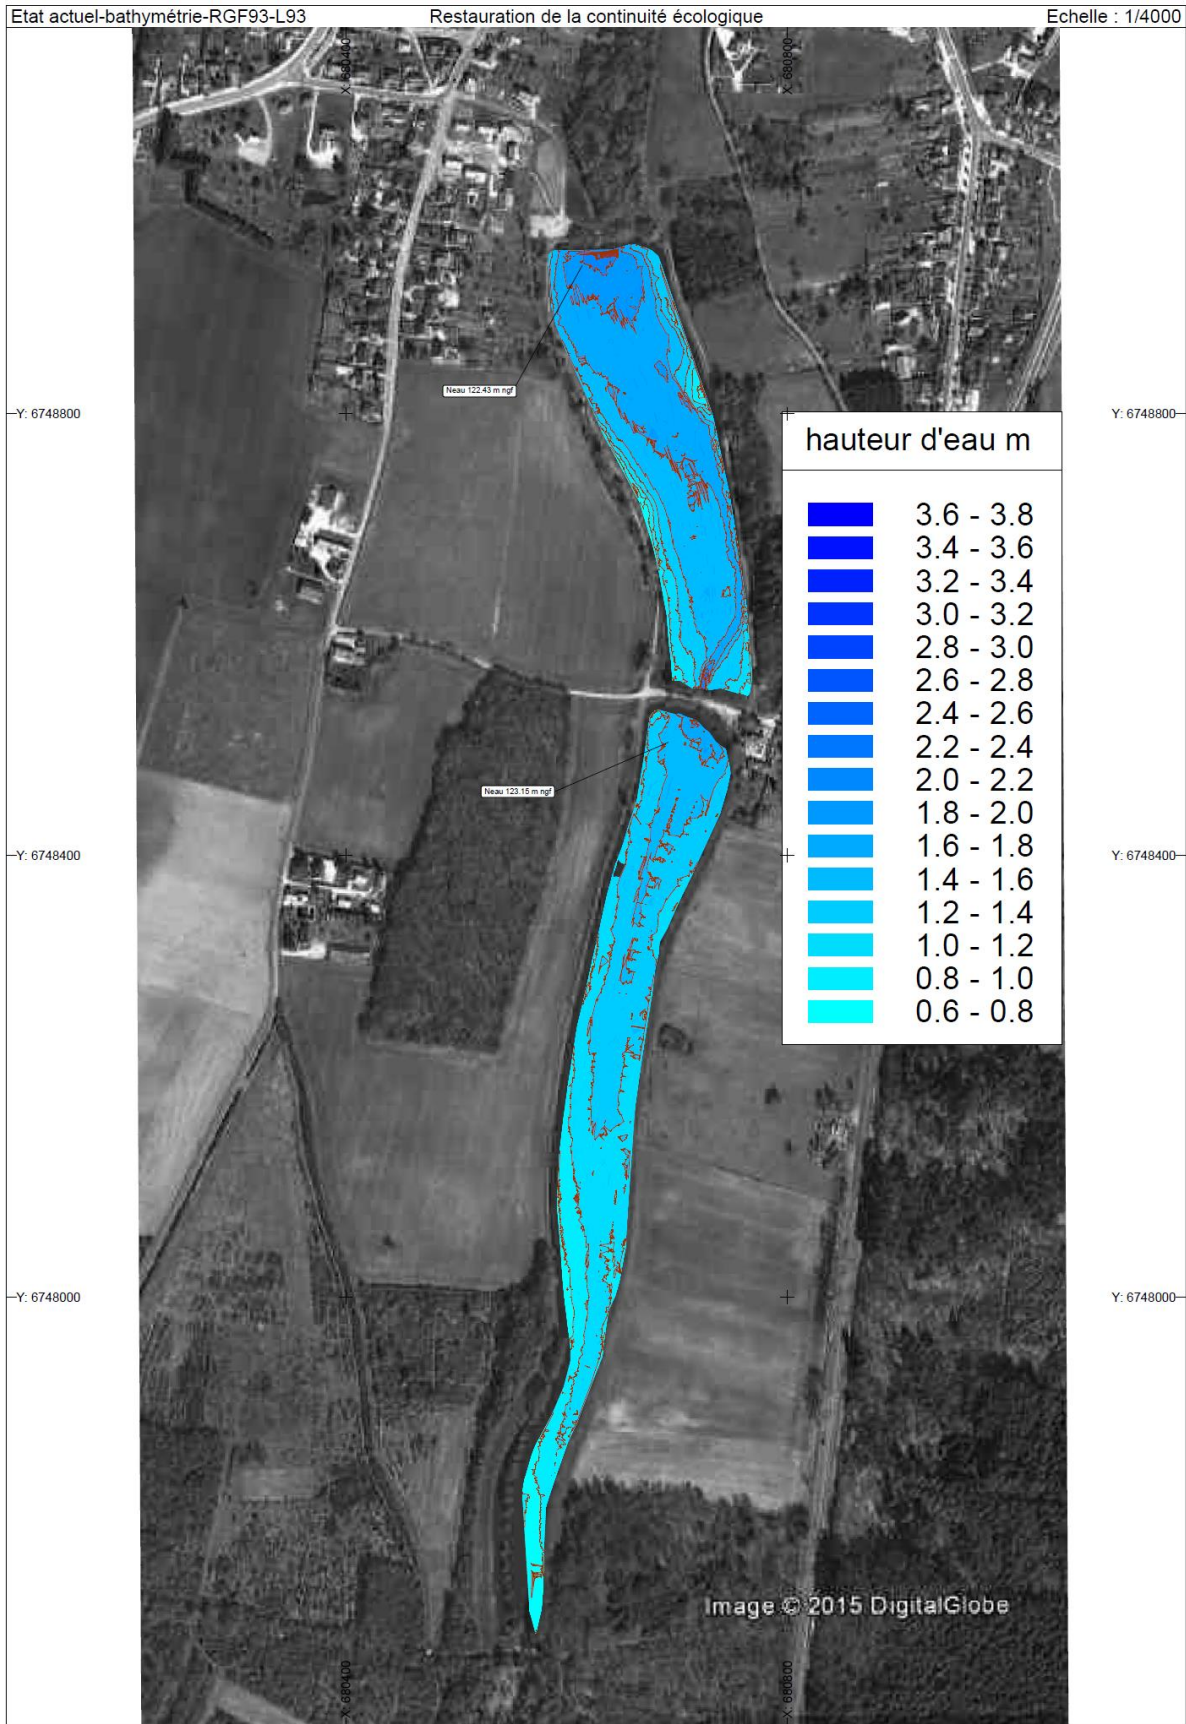 Etat actuel-bathymétrie-RGF93-L93
Restauration de la continuité écologique
Echelle : 1/4000
X: 680400
X: 680800
Neau 122.43 m ngf
Y: 6748800
Y: 6748800
hauteur d'eau m
3.6 - 3.8
3.4 - 3.6
3.2 - 3.4
3.0 - 3.2
2.8 - 3.0
2.6 - 2.8
2.4 - 2.6
2.2 - 2.4
2.0 - 2.2
1.8 - 2.0
1.6 - 1.8
1.4 - 1.6
1.2 - 1.4
1.0 - 1.2
0.8 - 1.0
0.6 - 0.8
Neau 123.15 m ngf
Y: 6748400
Y: 6748400
Y: 6748000
Y: 6748000
Image © 2015 DigitalGlobe
X: 680400
X: 680800